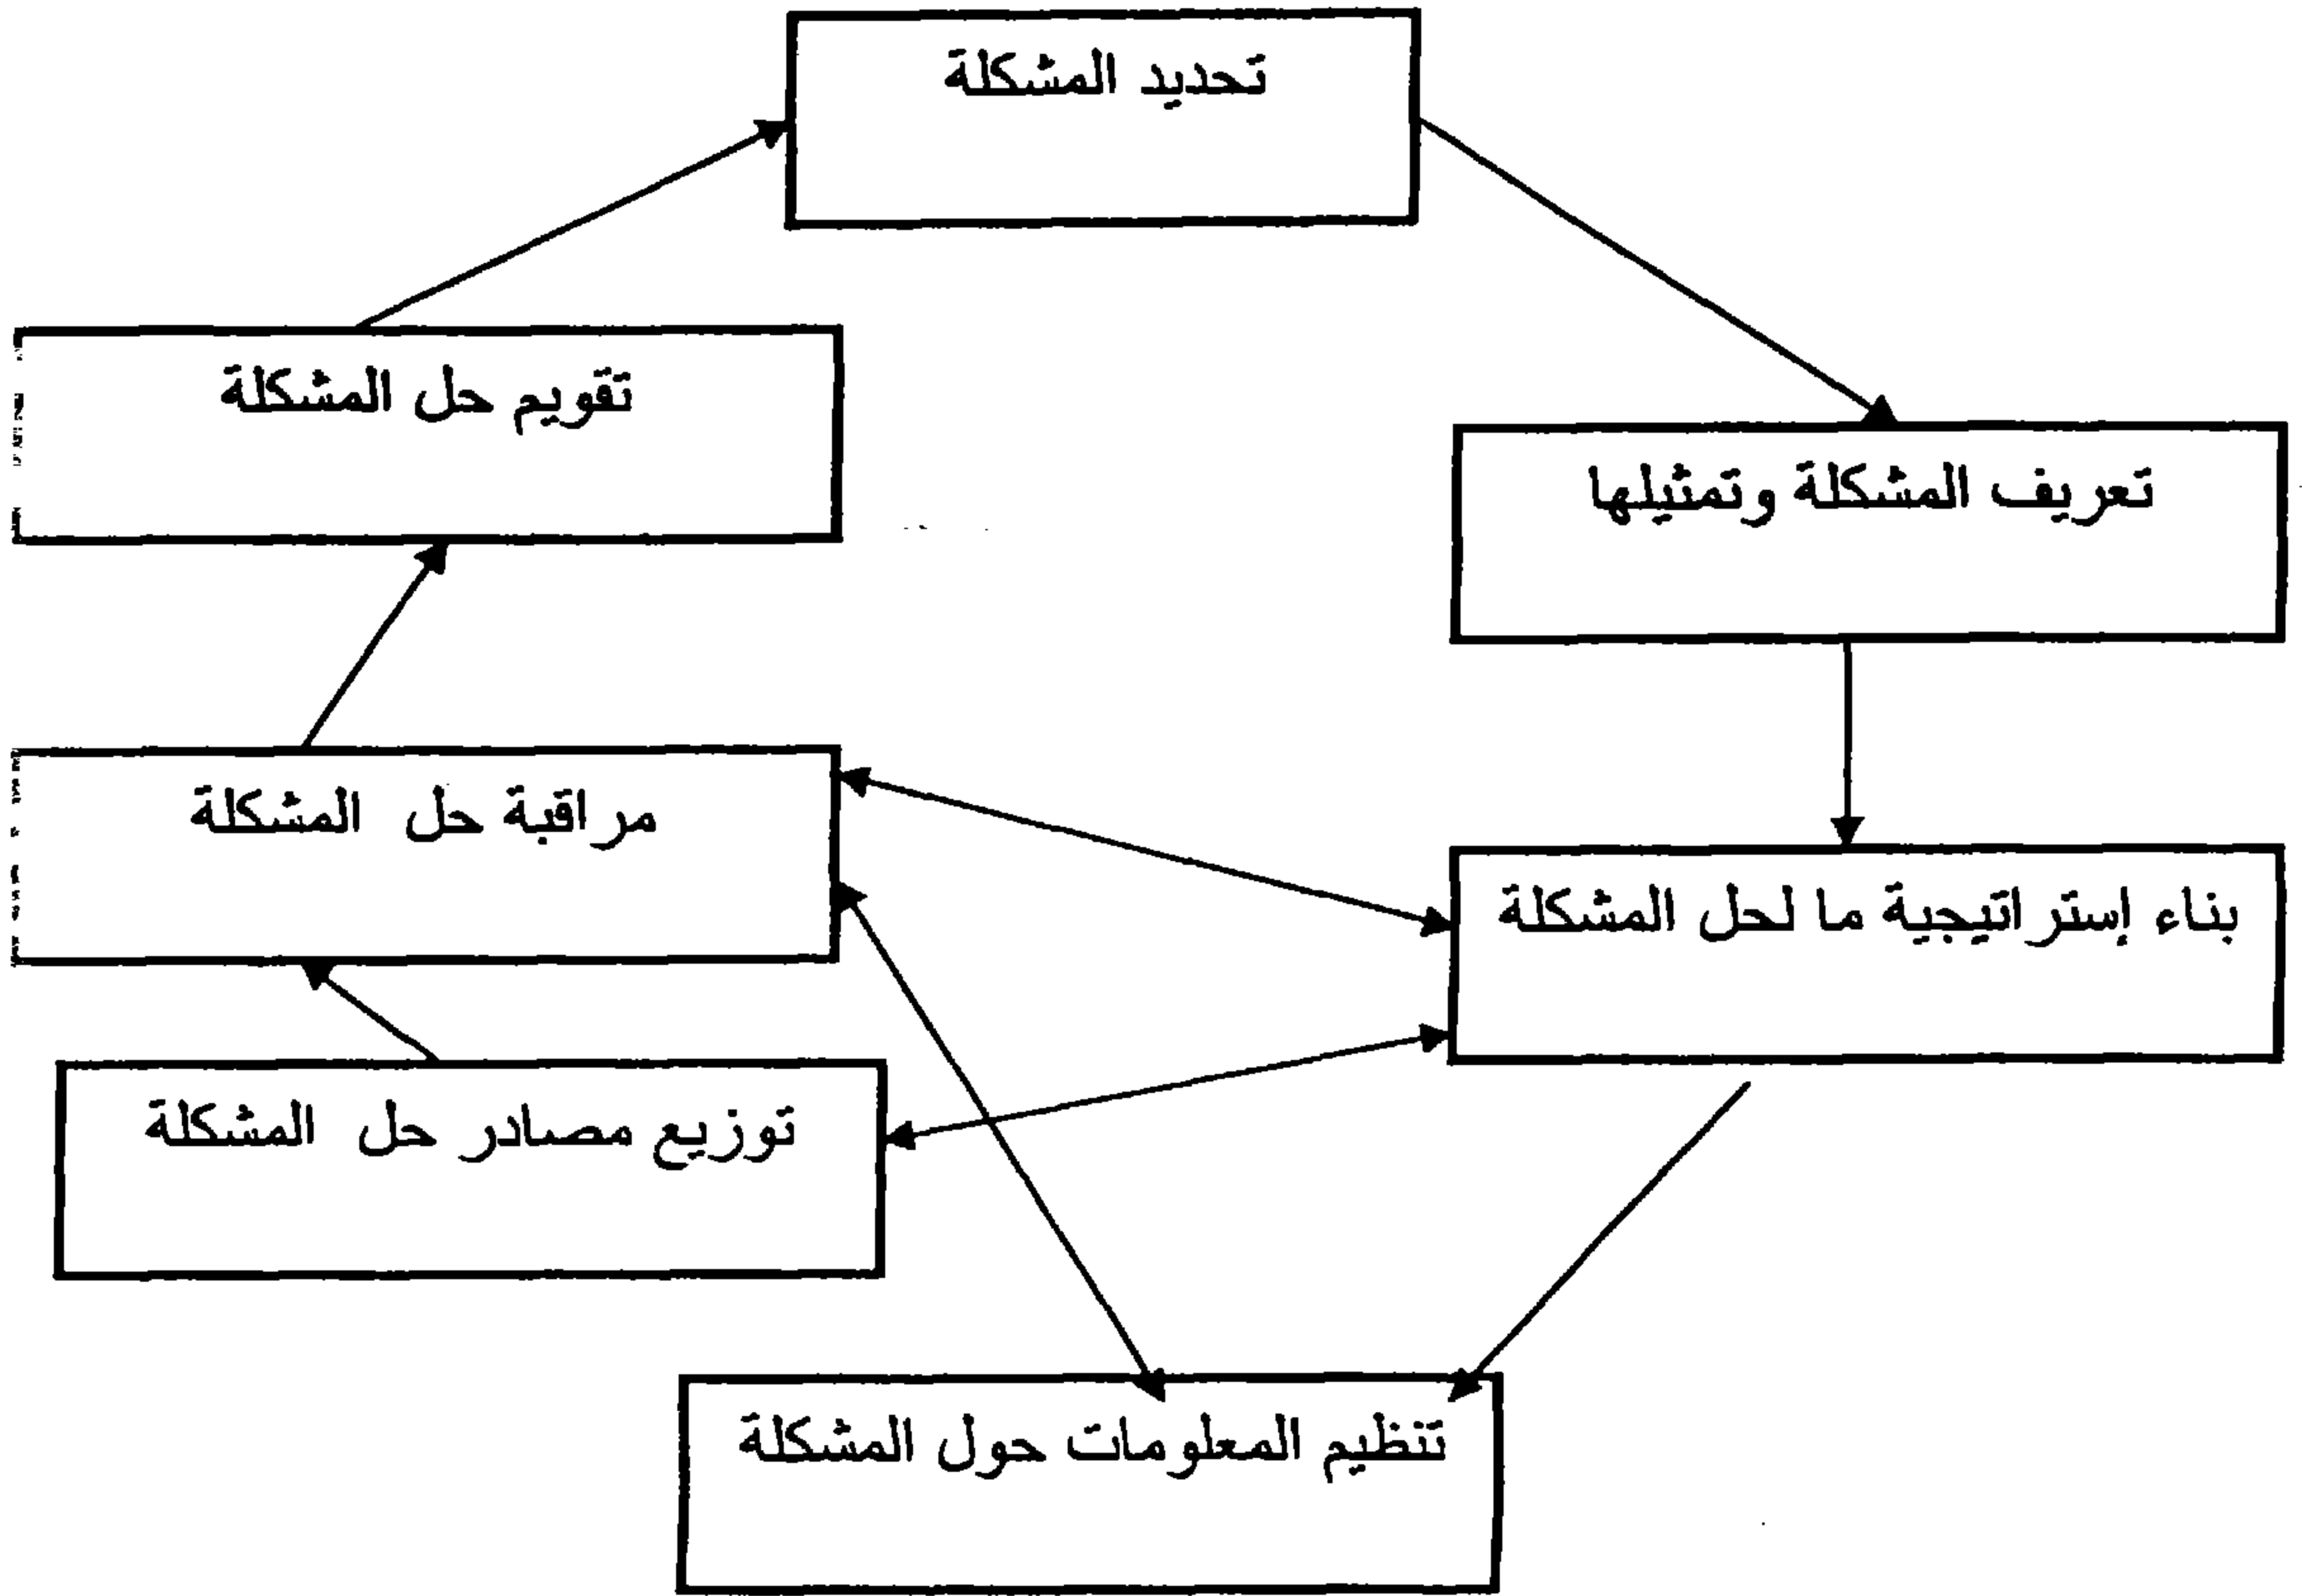 تحديد المشكلة
تقويم حل المشكلة
تعريف المشكلة وتمثيلها
مراقبة حل المشكلة
بناء إستراتيجية ما لحل المشكلة
توزيع مصادر حل المشكلة
تنظيم المعلومات حول المشكلة